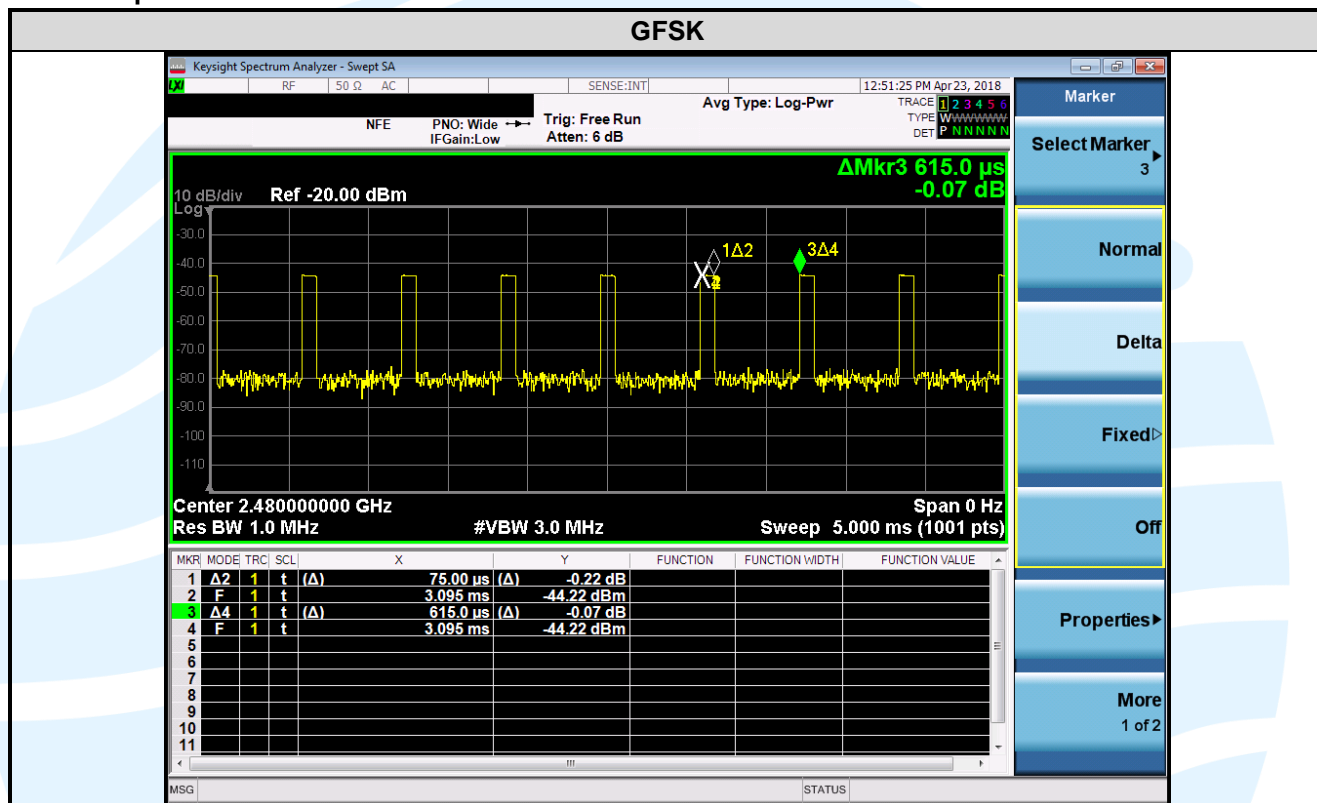 GFSK
Keysight Spectrum Analyzer - Swept SA
LXI RF 50 Ω AC SENSE:INT 12:51:25 PM Apr 23, 2018
NFE PNO: Wide IFGain:Low Trig: Free Run Atten: 6 dB Avg Type: Log-Pwr
TRACE 1 2 3 4 5 6
TYPE WWWWWW
DET P N N N N N
ΔMkr3 615.0 µs
-0.07 dB
10 dB/div Ref -20.00 dBm
Log
-30.0
1Δ2 3Δ4
-40.0
-50.0
-60.0
-70.0
-80.0
-90.0
-100
-110
Center 2.480000000 GHz Span 0 Hz
Res BW 1.0 MHz #VBW 3.0 MHz Sweep 5.000 ms (1001 pts)
MKR MODE TRC SCL X Y FUNCTION FUNCTION WIDTH FUNCTION VALUE
1 Δ2 1 t (Δ) 75.00 µs (Δ) -0.22 dB
2 F 1 t 3.095 ms -44.22 dBm
3 Δ4 1 t (Δ) 615.0 µs (Δ) -0.07 dB
4 F 1 t 3.095 ms -44.22 dBm
5
6
7
8
9
10
11
MSG STATUS
Marker
Select Marker
3
Normal
Delta
Fixed
Off
Properties
More
1 of 2